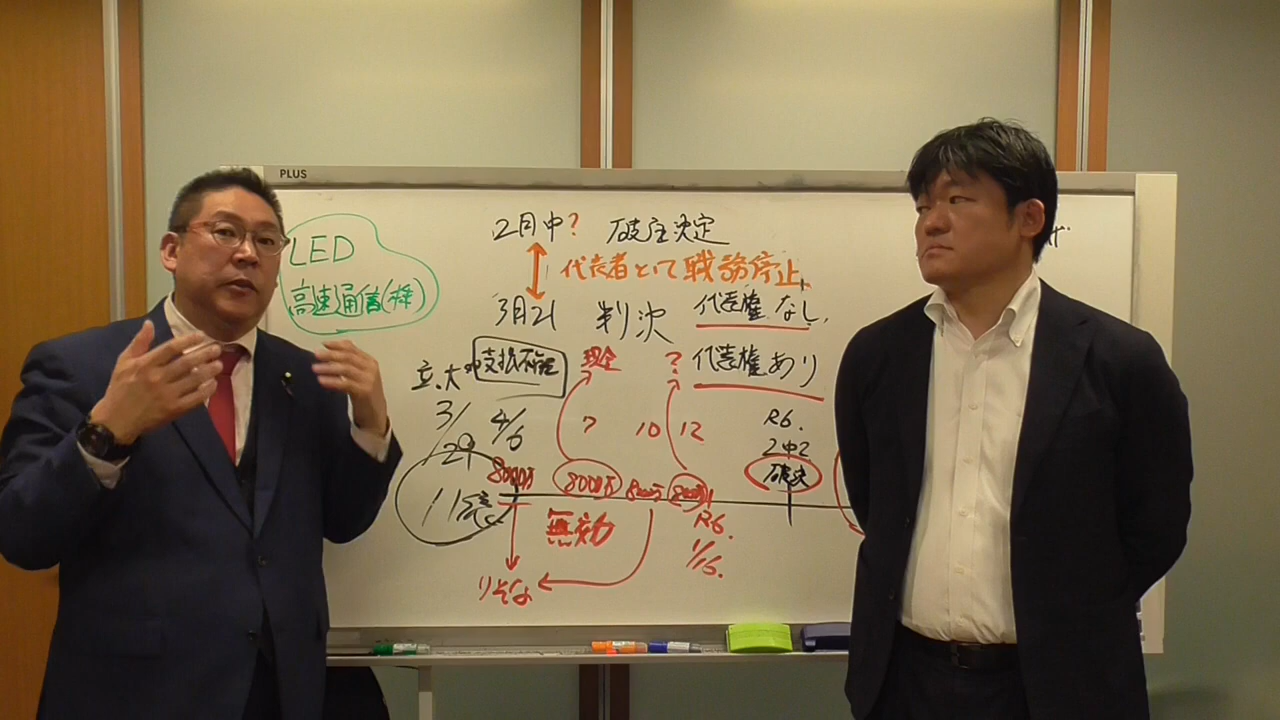 PLUS
LED
高速通信(株)
2月中? 破産決定
代表者として職務停止
3月21 判決 代表権なし
代表権あり
立、大 支払不能 現金 ?
3/29 4/6 7 10 12
R6.
2中2
確決
8000万 8000万
11億
無効
R6.
1/16.
りそな